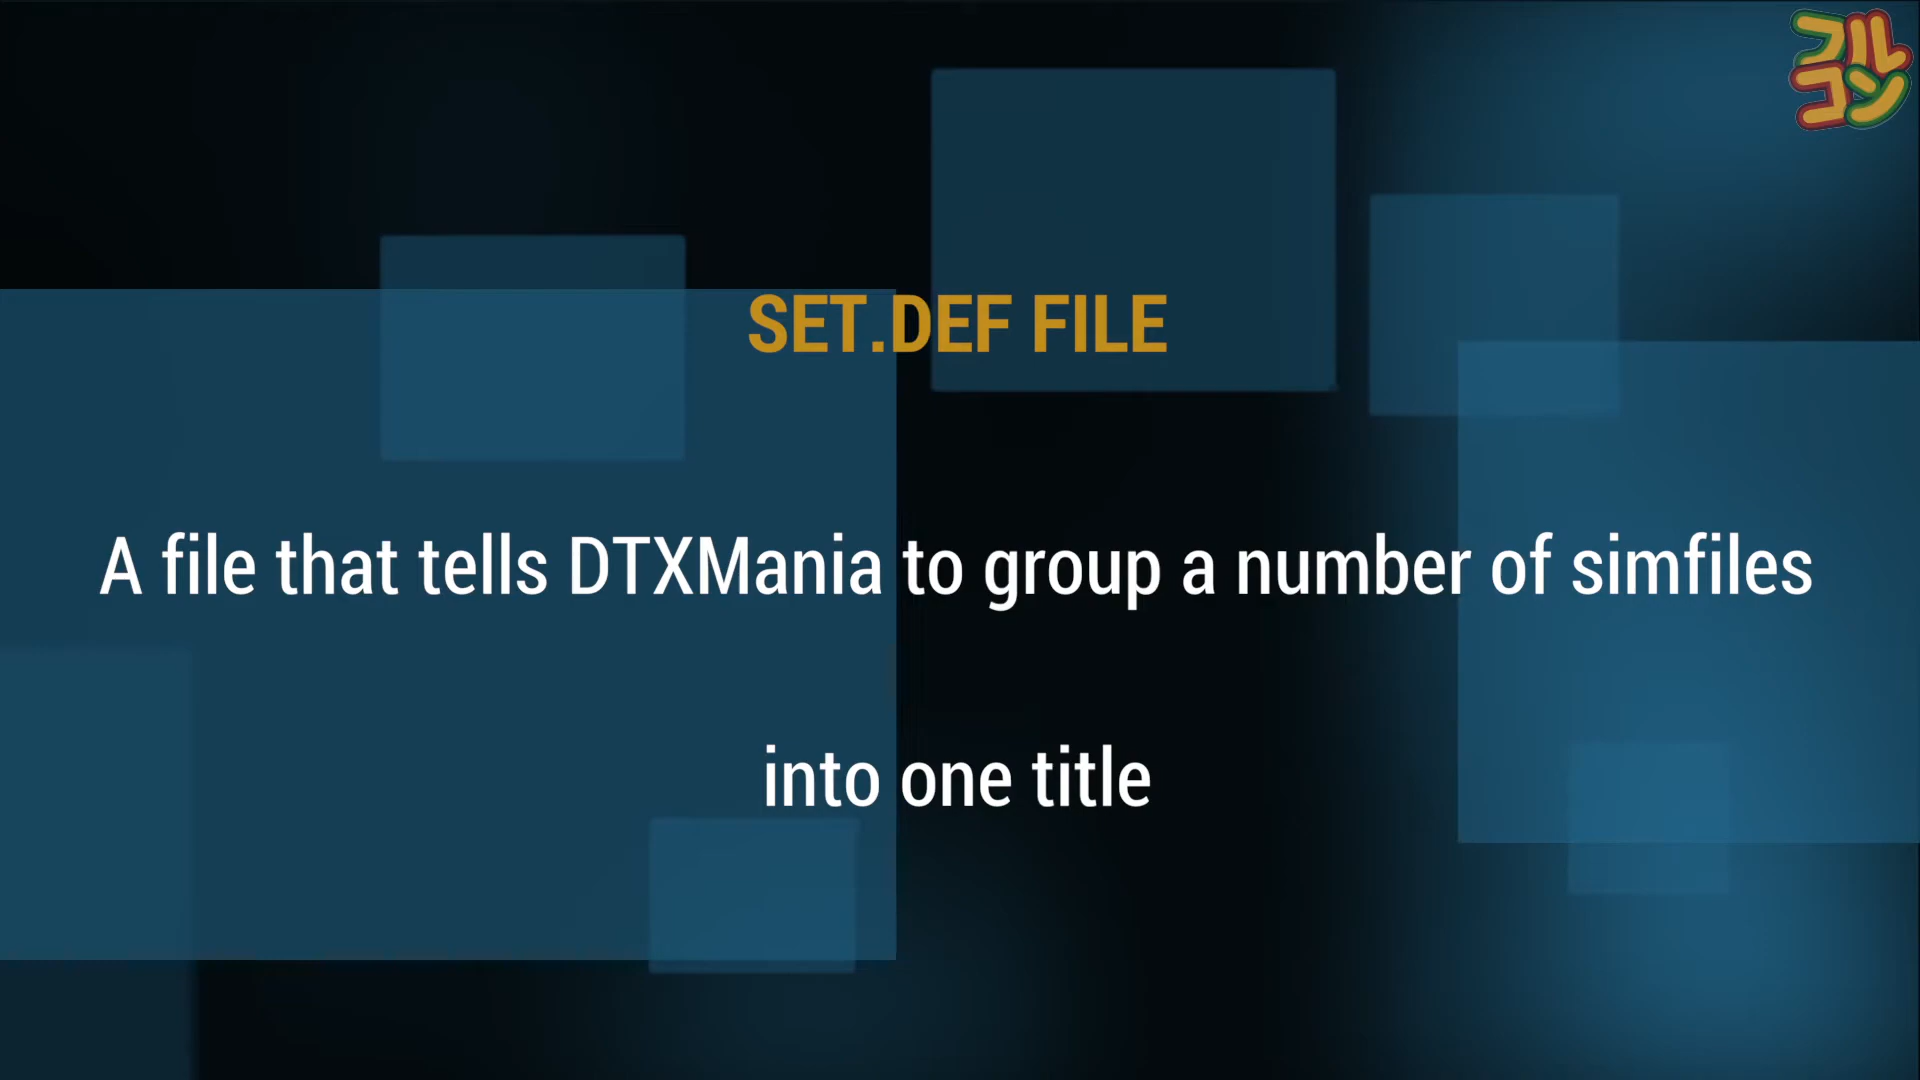 フル
コン
SET.DEF FILE
A file that tells DTXMania to group a number of simfiles
into one title